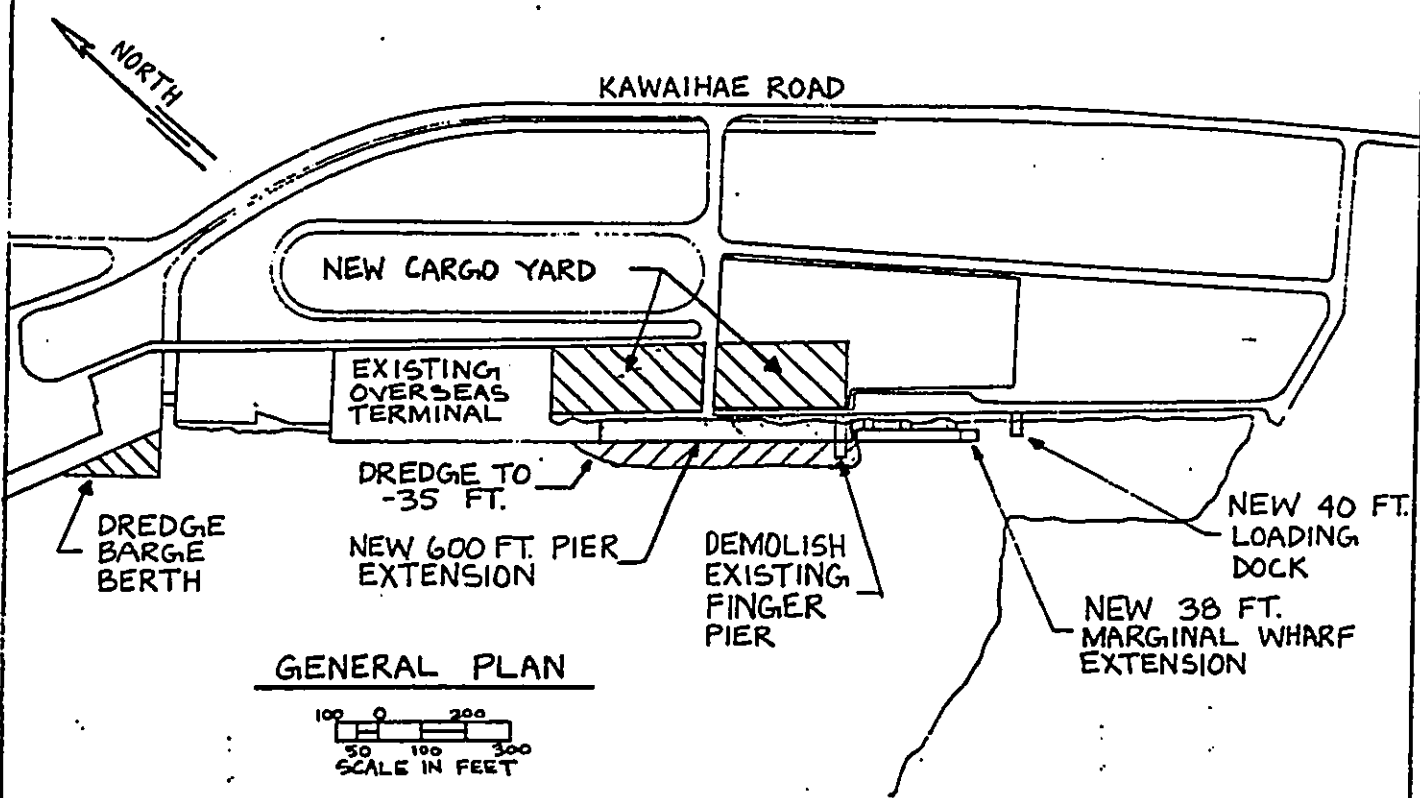 NORTH
KAWAIHAE ROAD
NEW CARGO YARD
EXISTING
OVERSEAS
TERMINAL
DREDGE TO
-35 FT.
NEW 600 FT. PIER
EXTENSION
DREDGE
BARGE
BERTH
DEMOLISH
EXISTING
FINGER
PIER
NEW 40 FT.
LOADING
DOCK
NEW 38 FT.
MARGINAL WHARF
EXTENSION
GENERAL PLAN
100 0 200
50 100 300
SCALE IN FEET